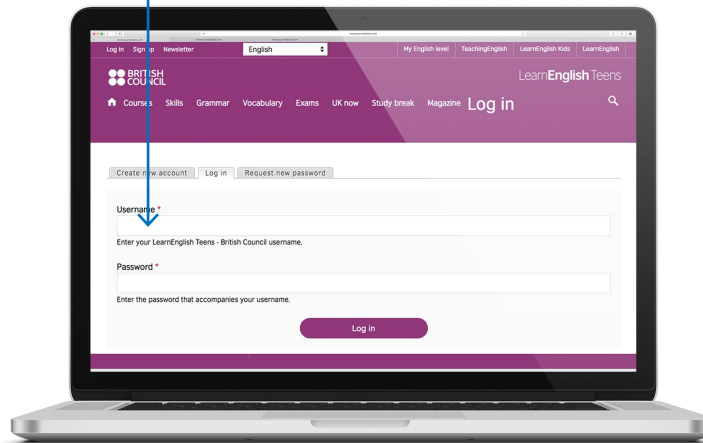 Log in Sign up Newsletter English My English level TeachingEnglish LearnEnglish Kids LearnEnglish
BRITISH
COUNCIL
LearnEnglish Teens
Courses Skills Grammar Vocabulary Exams UK now Study break Magazine Log in
Create new account Log in Request new password
Username *
Enter your LearnEnglish Teens - British Council username.
Password *
Enter the password that accompanies your username.
Log in